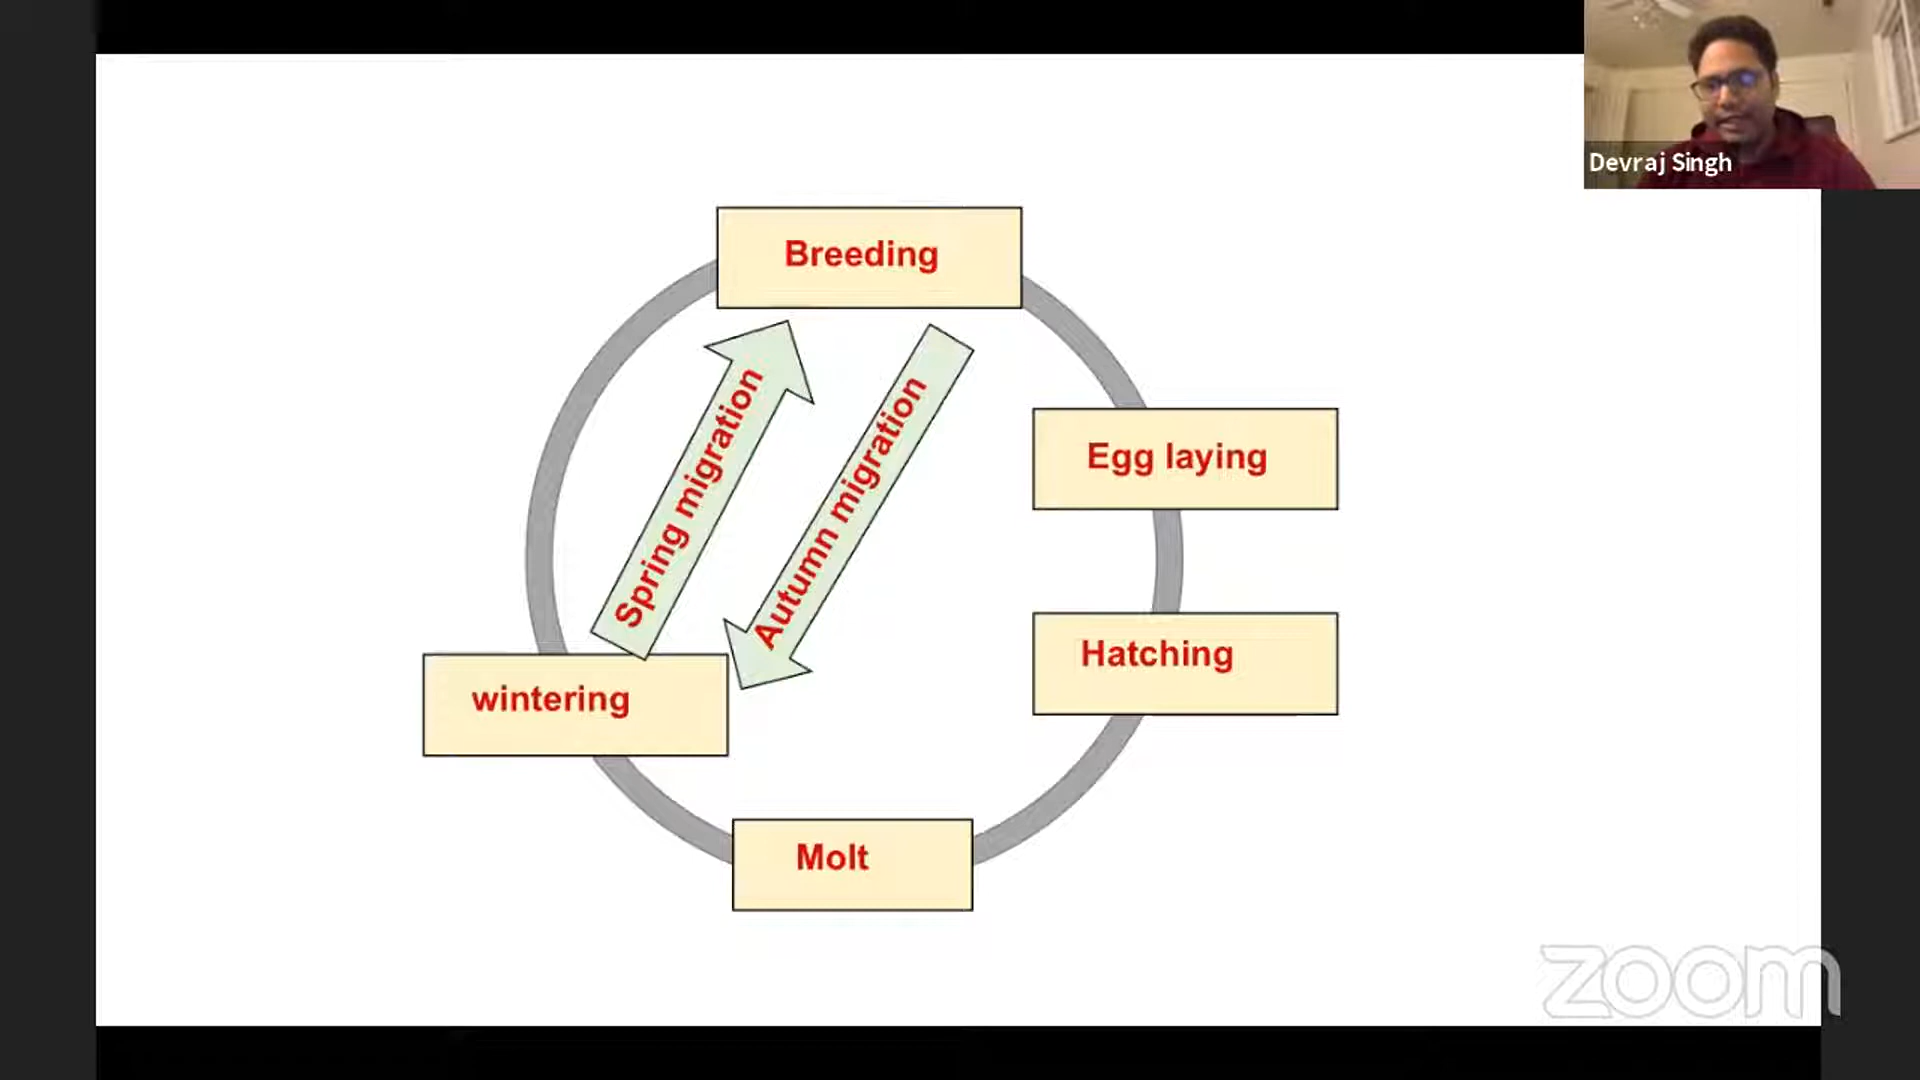 Devraj Singh
Breeding
Spring migration
Autumn migration
Egg laying
Hatching
wintering
Molt
zoom